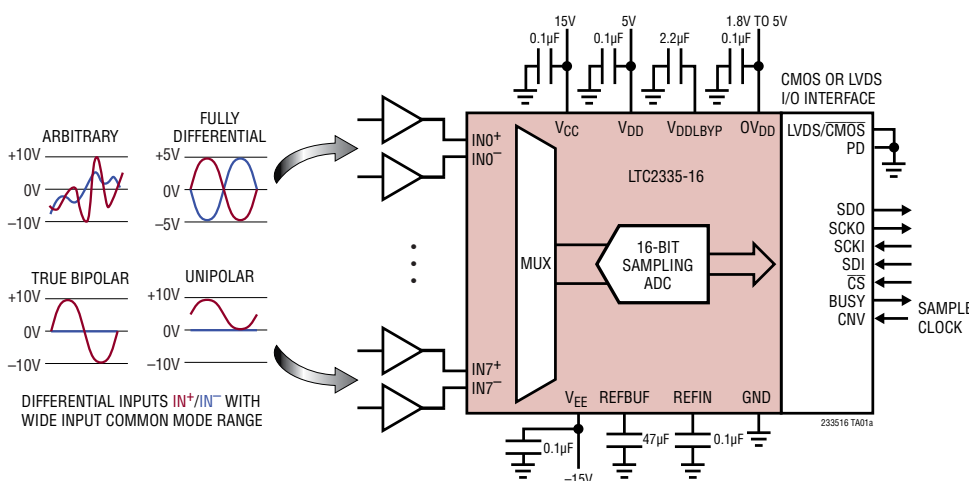 15V
5V
1.8V TO 5V
0.1µF
0.1µF
2.2µF
0.1µF
CMOS OR LVDS
I/O INTERFACE
ARBITRARY
FULLY
DIFFERENTIAL
+10V
0V
–10V
+5V
0V
–5V
TRUE BIPOLAR
UNIPOLAR
+10V
0V
–10V
+10V
0V
–10V
DIFFERENTIAL INPUTS IN+/IN– WITH
WIDE INPUT COMMON MODE RANGE
IN0+
IN0–
IN7+
IN7–
VCC
VDD
VDDLBYP
OVDD
LTC2335-16
MUX
16-BIT
SAMPLING
ADC
LVDS/CMOS
PD
SDO
SCKO
SCKI
SDI
CS
BUSY
CNV
SAMPLE
CLOCK
VEE
REFBUF
REFIN
GND
0.1µF
47µF
0.1µF
–15V
233516 TA01a